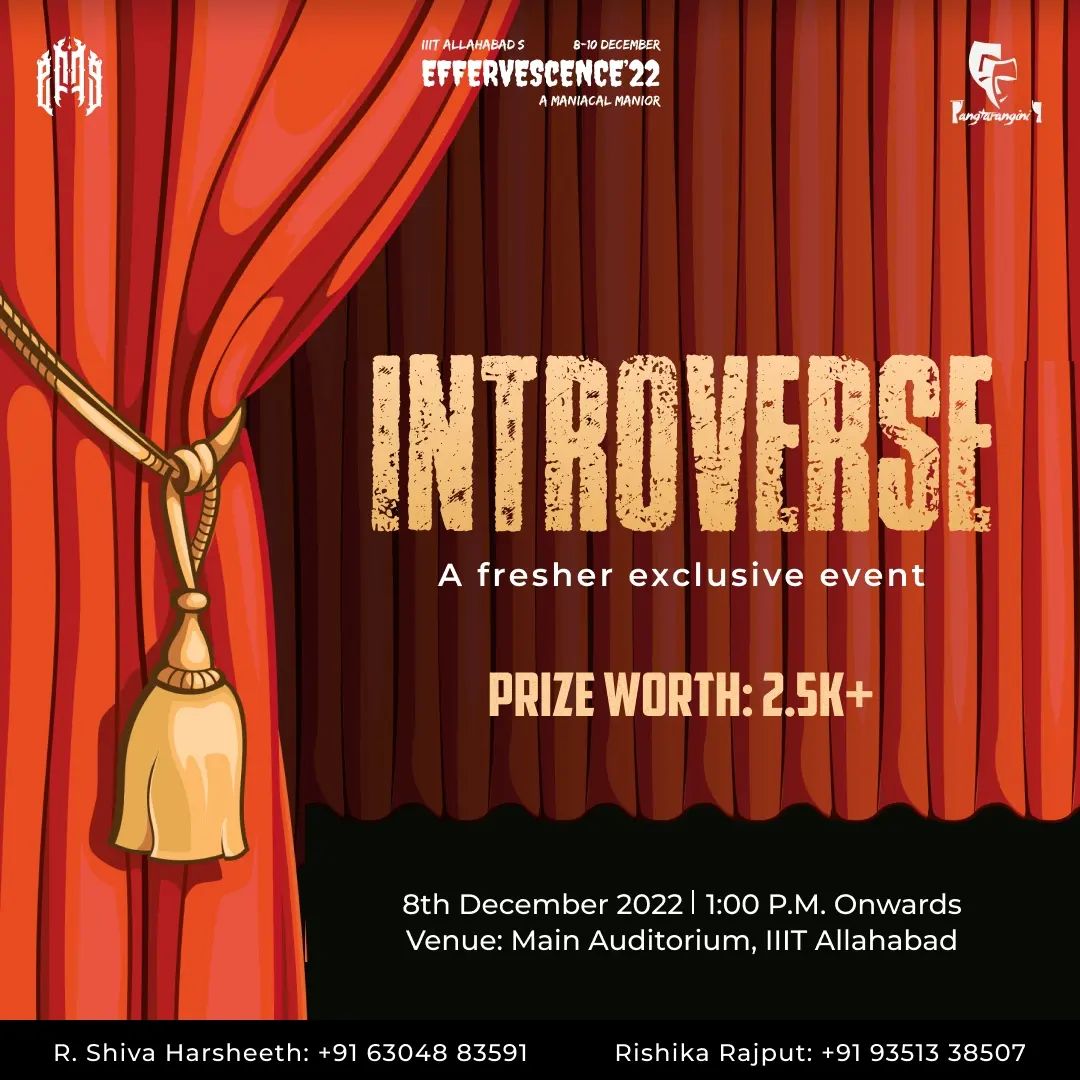 IIIT ALLAHABAD S 8-10 DECEMBER
EFFERVESCENCE'22
A MANIACAL MANIOR
Rangtarangini
INTROVERSE
A fresher exclusive event
PRIZE WORTH: 2.5K+
8th December 2022 | 1:00 P.M. Onwards
Venue: Main Auditorium, IIIT Allahabad
R. Shiva Harsheeth: +91 63048 83591 Rishika Rajput: +91 93513 38507